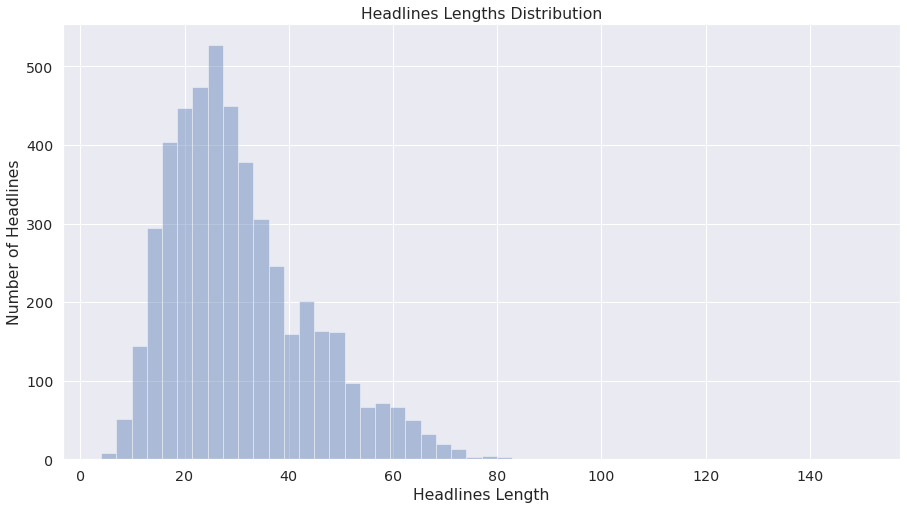 Headlines Lengths Distribution
500
400
300
200
100
0
Number of Headlines
0 20 40 60 80 100 120 140
Headlines Length